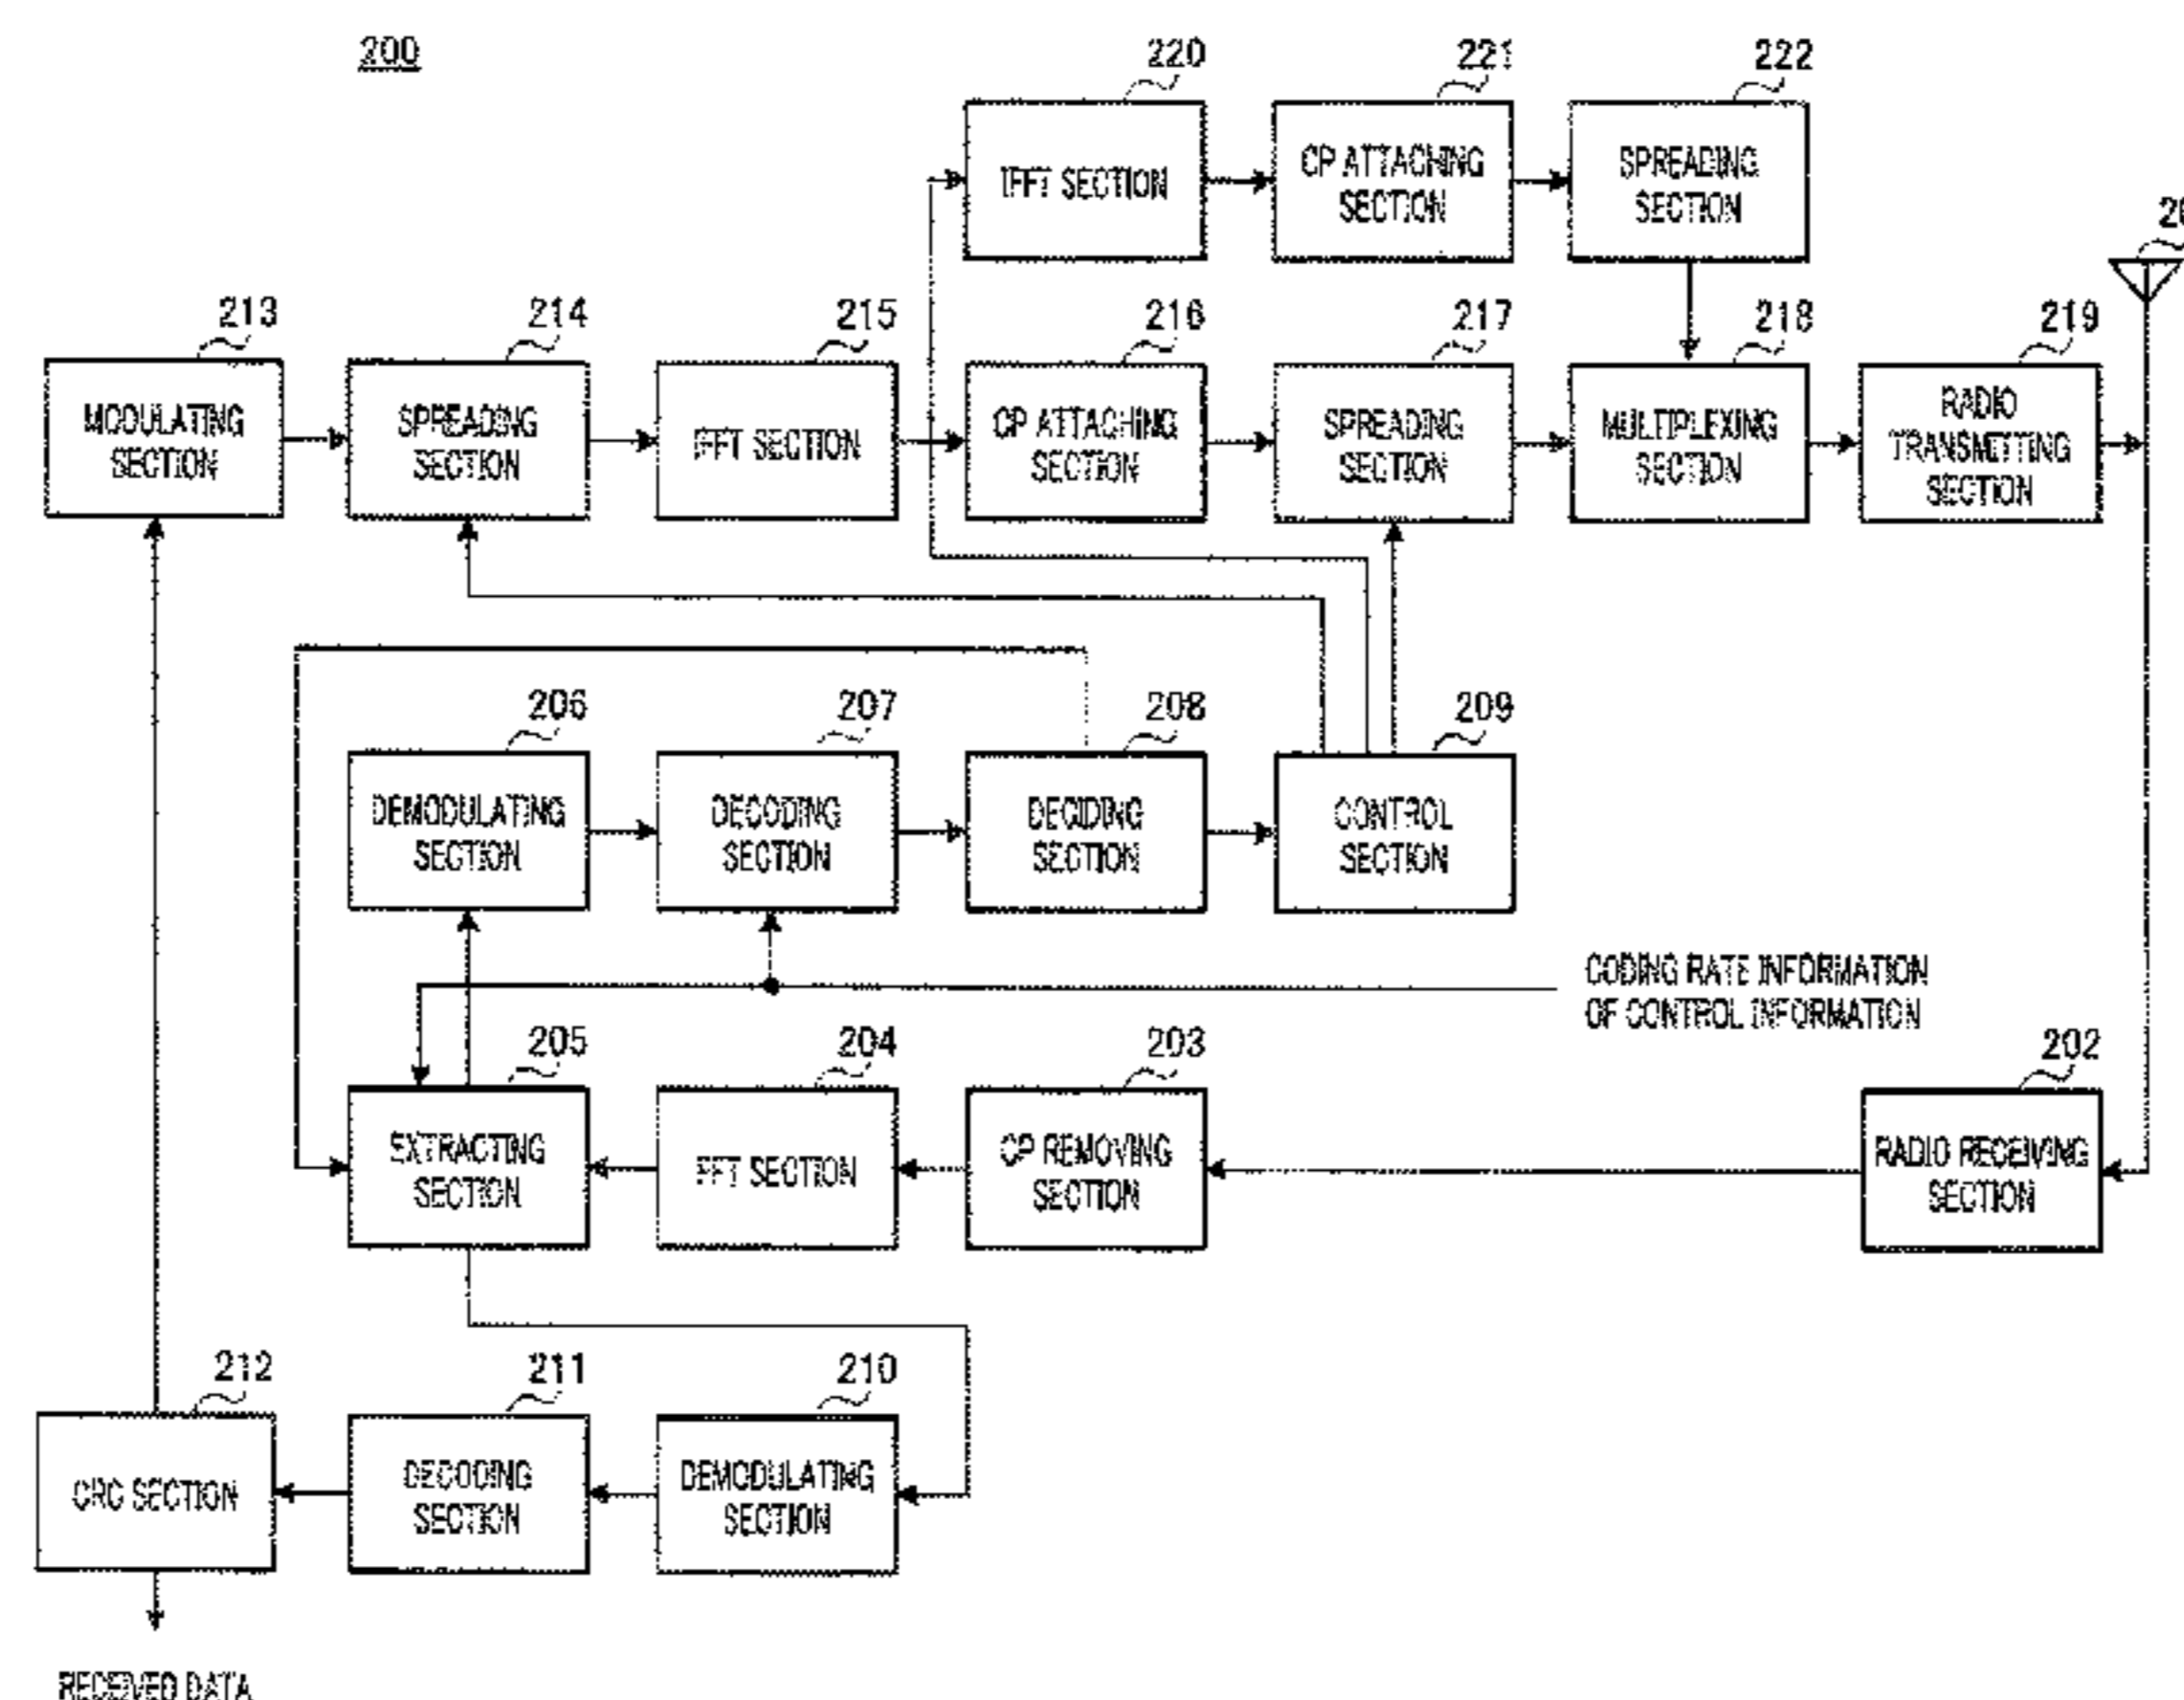 200
220
221
222
IFFT SECTION
CP ATTACHING
SECTION
SPREADING
SECTION
213
214
215
216
217
218
219
MODULATING
SECTION
SPREADING
SECTION
IFFT SECTION
CP ATTACHING
SECTION
SPREADING
SECTION
MULTIPLEXING
SECTION
RADIO
TRANSMITTING
SECTION
206
207
208
209
DEMODULATING
SECTION
DECODING
SECTION
DECIDING
SECTION
CONTROL
SECTION
CODING RATE INFORMATION
OF CONTROL INFORMATION
205
204
203
202
EXTRACTING
SECTION
FFT SECTION
CP REMOVING
SECTION
RADIO RECEIVING
SECTION
212
211
210
CRC SECTION
DECODING
SECTION
DEMODULATING
SECTION
RECEIVED DATA